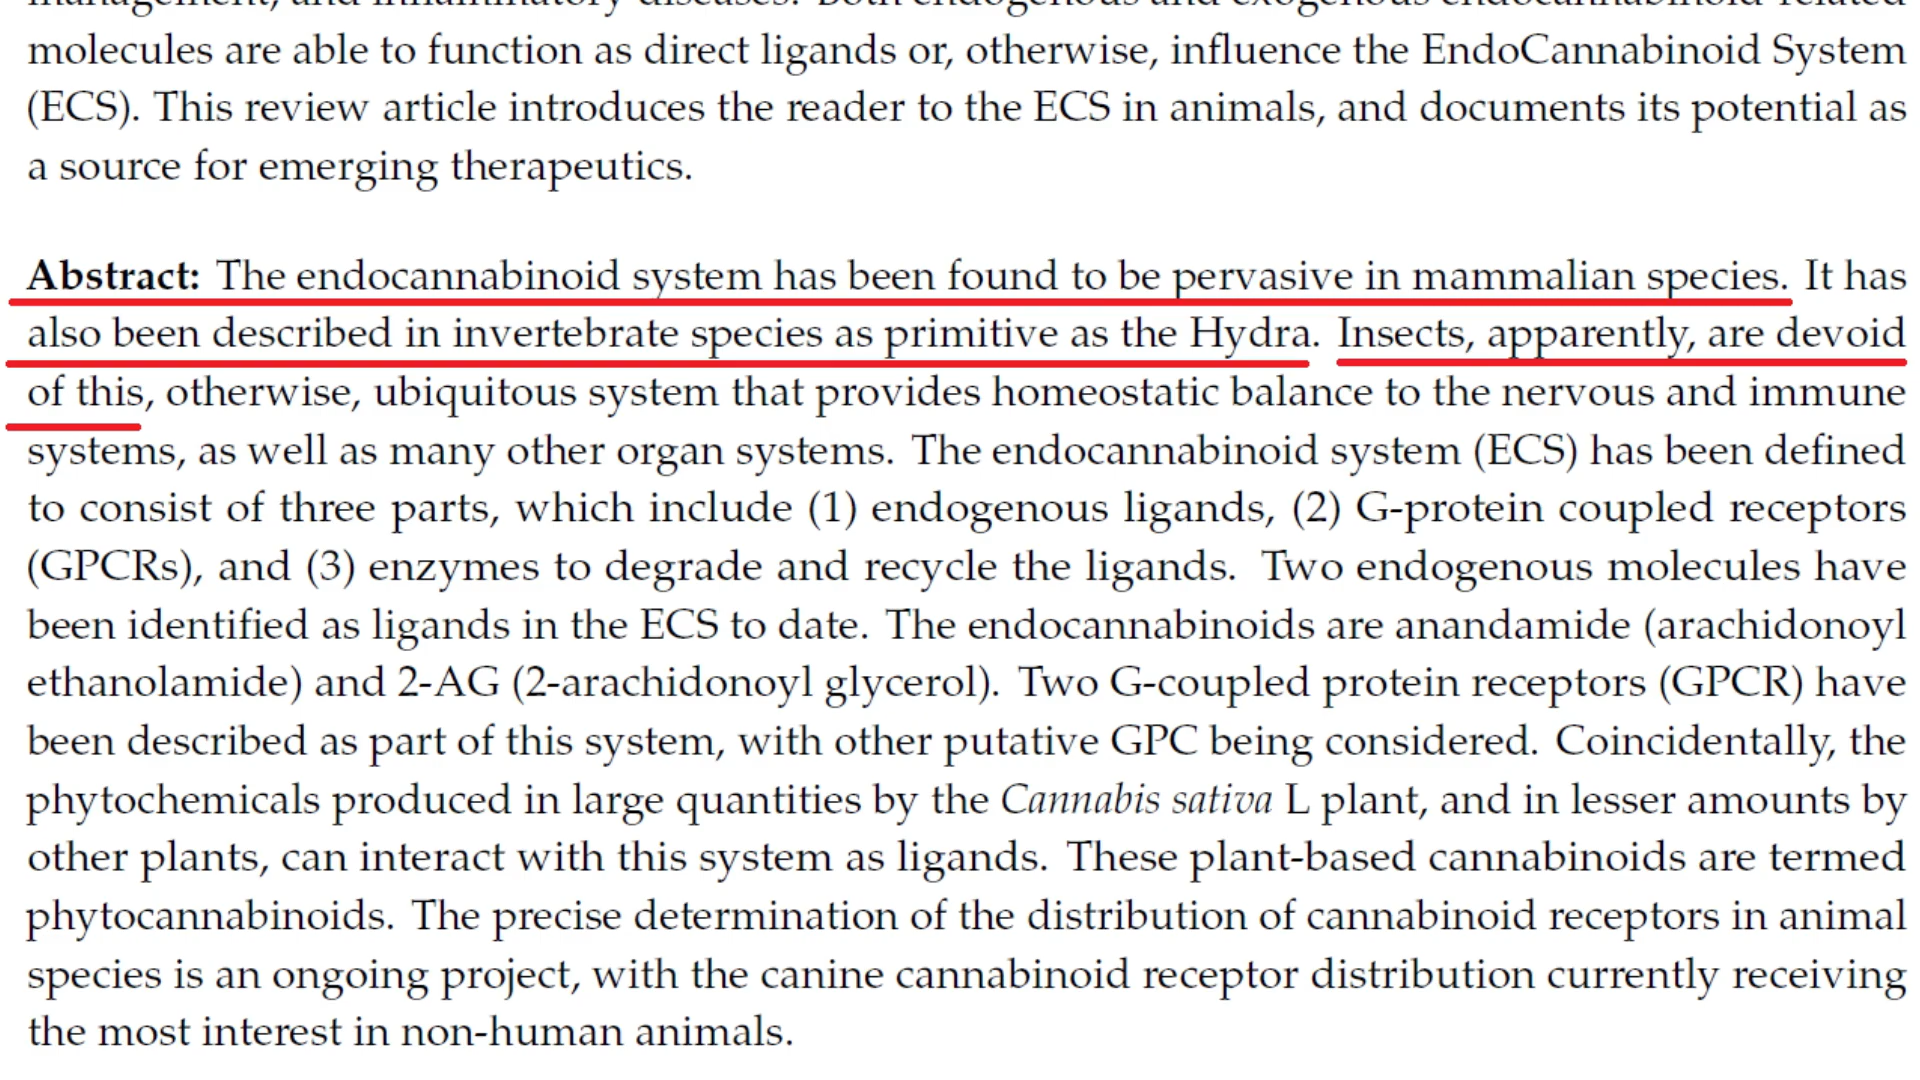 management, and inflammatory diseases. Both endogenous and exogenous endocannabinoid-related
molecules are able to function as direct ligands or, otherwise, influence the EndoCannabinoid System
(ECS). This review article introduces the reader to the ECS in animals, and documents its potential as
a source for emerging therapeutics.
Abstract: The endocannabinoid system has been found to be pervasive in mammalian species. It has
also been described in invertebrate species as primitive as the Hydra. Insects, apparently, are devoid
of this, otherwise, ubiquitous system that provides homeostatic balance to the nervous and immune
systems, as well as many other organ systems. The endocannabinoid system (ECS) has been defined
to consist of three parts, which include (1) endogenous ligands, (2) G-protein coupled receptors
(GPCRs), and (3) enzymes to degrade and recycle the ligands. Two endogenous molecules have
been identified as ligands in the ECS to date. The endocannabinoids are anandamide (arachidonoyl
ethanolamide) and 2-AG (2-arachidonoyl glycerol). Two G-coupled protein receptors (GPCR) have
been described as part of this system, with other putative GPC being considered. Coincidentally, the
phytochemicals produced in large quantities by the Cannabis sativa L plant, and in lesser amounts by
other plants, can interact with this system as ligands. These plant-based cannabinoids are termed
phytocannabinoids. The precise determination of the distribution of cannabinoid receptors in animal
species is an ongoing project, with the canine cannabinoid receptor distribution currently receiving
the most interest in non-human animals.